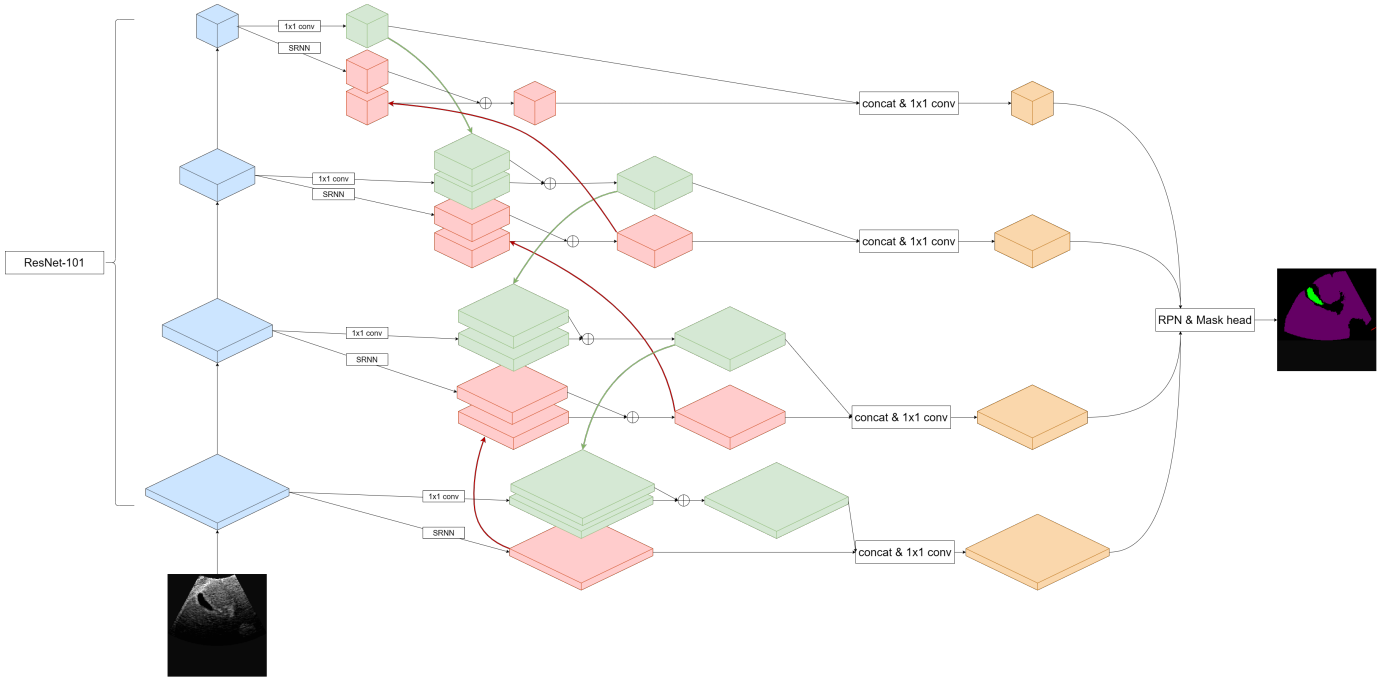 1x1 conv
SRNN
concat & 1x1 conv
1x1 conv
SRNN
concat & 1x1 conv
ResNet-101
RPN & Mask head
1x1 conv
SRNN
concat & 1x1 conv
1x1 conv
SRNN
concat & 1x1 conv